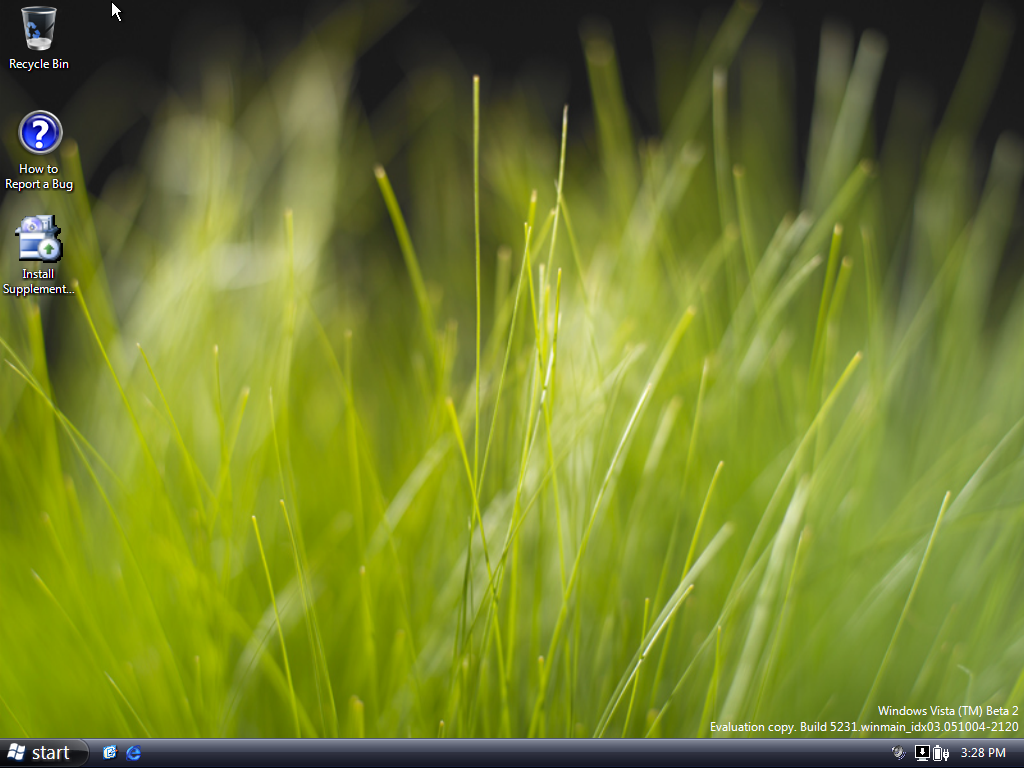 Recycle Bin
How to
Report a Bug
Install
Supplement...
Windows Vista (TM) Beta 2
Evaluation copy. Build 5231.winmain_idx03.051004-2120
start
3:28 PM